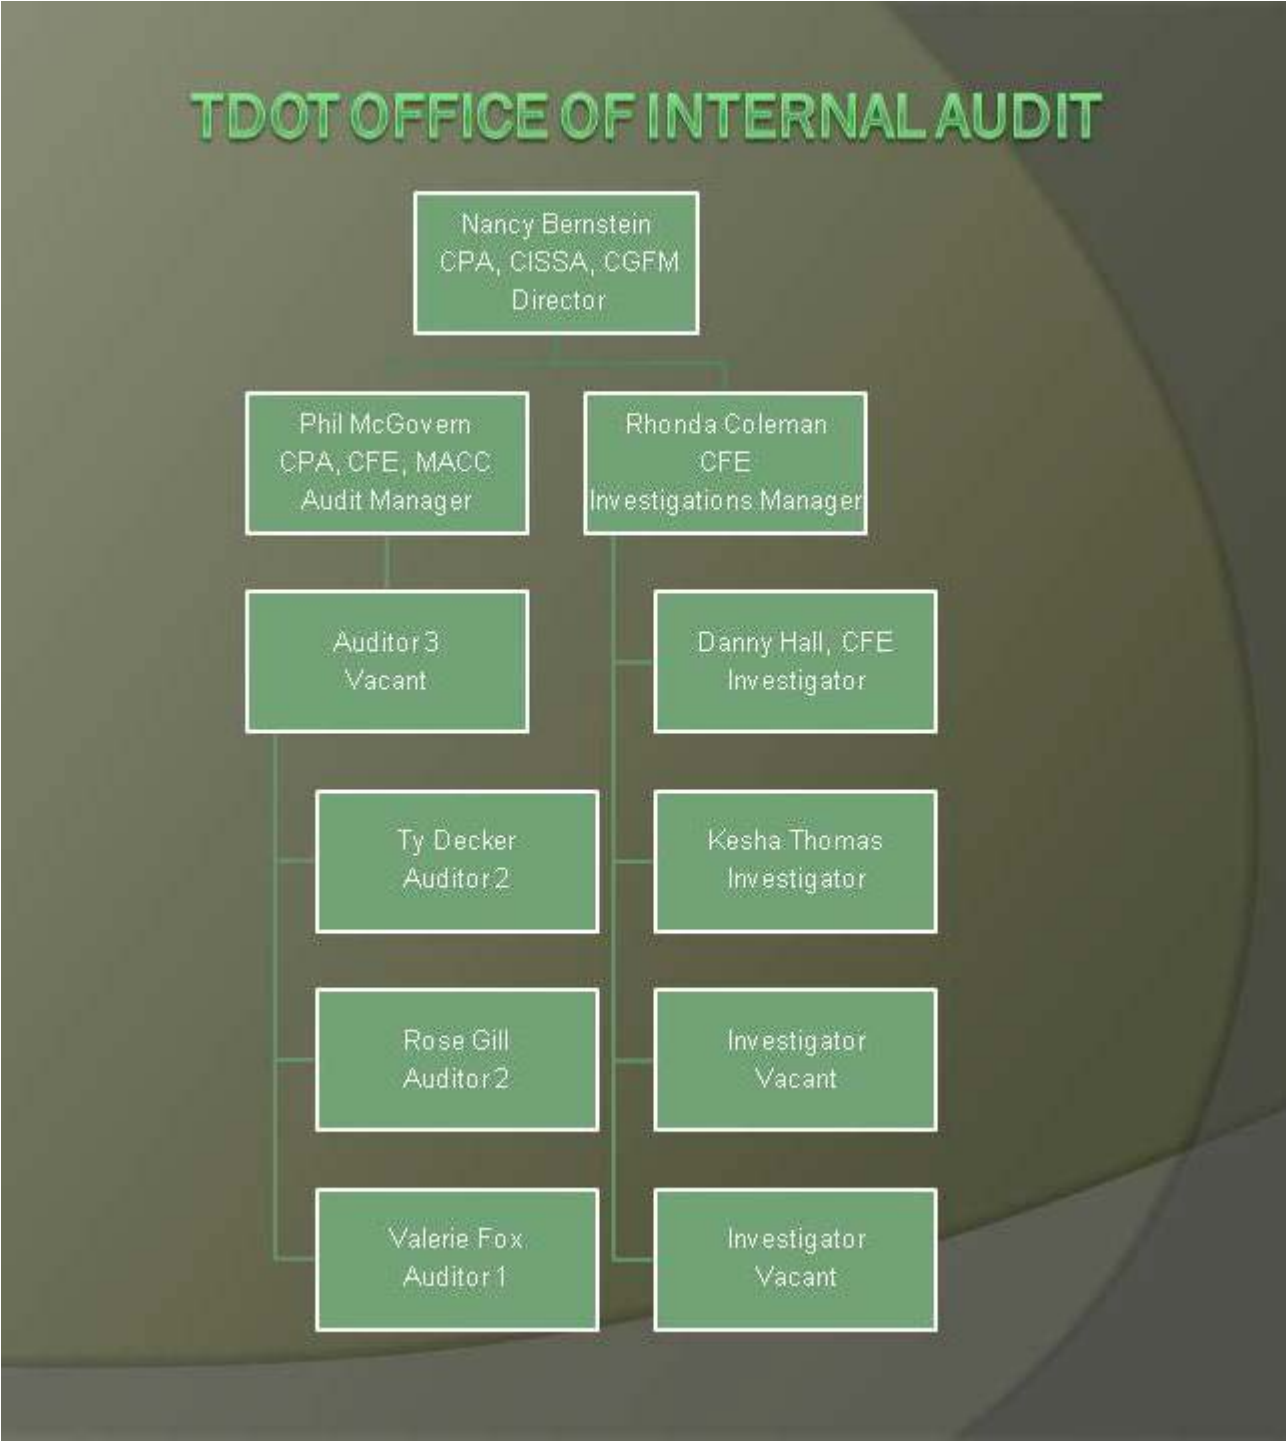 TDOT OFFICE OF INTERNAL AUDIT
Nancy Bernstein
CPA, CISSA, CGFM
Director
Phil McGovern
CPA, CFE, MACC
Audit Manager
Rhonda Coleman
CFE
Investigations Manager
Auditor 3
Vacant
Danny Hall, CFE
Investigator
Ty Decker
Auditor 2
Kesha Thomas
Investigator
Rose Gill
Auditor 2
Investigator
Vacant
Valerie Fox
Auditor 1
Investigator
Vacant